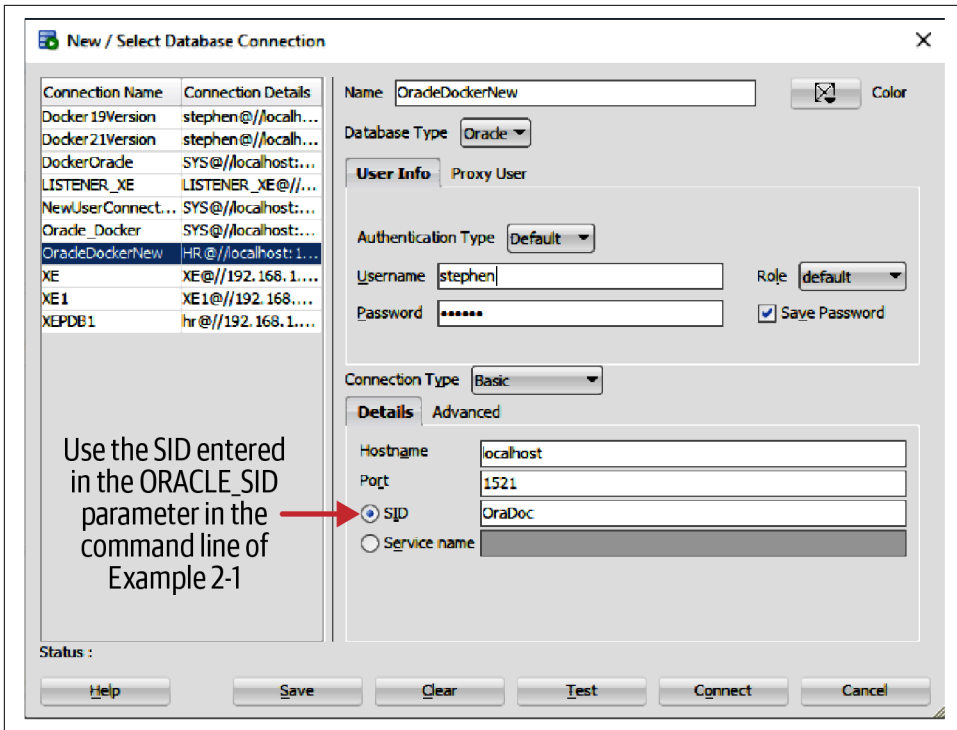 New / Select Database Connection
Connection Name Connection Details
Docker19Version stephen@//localh...
Docker21Version stephen@//localh...
DockerOracle SYS@//localhost:...
LISTENER_XE LISTENER_XE@//...
NewUserConnect... SYS@//localhost:...
Oracle_Docker SYS@//localhost:...
OracleDockerNew HR@//localhost:1...
XE XE@//192.168.1....
XE1 XE1@//192.168....
XEPDB1 hr@//192.168.1....
Use the SID entered
in the ORACLE_SID
parameter in the
command line of
Example 2-1
Name OracleDockerNew Color
Database Type Oracle
User Info Proxy User
Authentication Type Default
Username stephen Role default
Password •••••• Save Password
Connection Type Basic
Details Advanced
Hostname localhost
Port 1521
SID OraDoc
Service name
Status :
Help Save Clear Test Connect Cancel